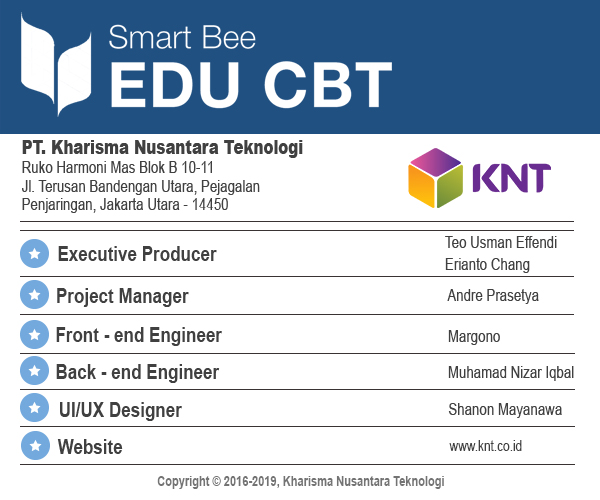 Smart Bee
EDU CBT
PT. Kharisma Nusantara Teknologi
Ruko Harmoni Mas Blok B 10-11
Jl. Terusan Bandengan Utara, Pejagalan
Penjaringan, Jakarta Utara - 14450
KNT
Executive Producer
Teo Usman Effendi
Erianto Chang
Project Manager
Andre Prasetya
Front - end Engineer
Margono
Back - end Engineer
Muhamad Nizar Iqbal
UI/UX Designer
Shanon Mayanawa
Website
www.knt.co.id
Copyright © 2016-2019, Kharisma Nusantara Teknologi